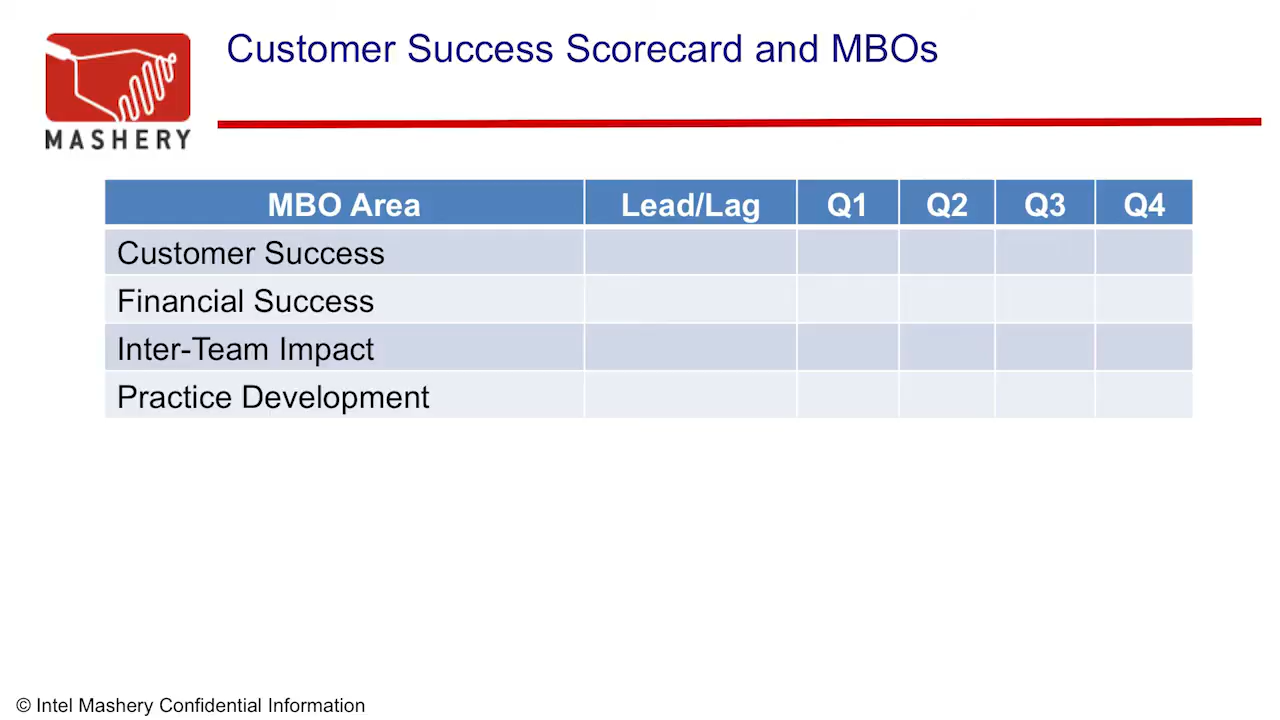 Customer Success Scorecard and MBOs
MASHERY
MBO Area Lead/Lag Q1 Q2 Q3 Q4
Customer Success
Financial Success
Inter-Team Impact
Practice Development
© Intel Mashery Confidential Information